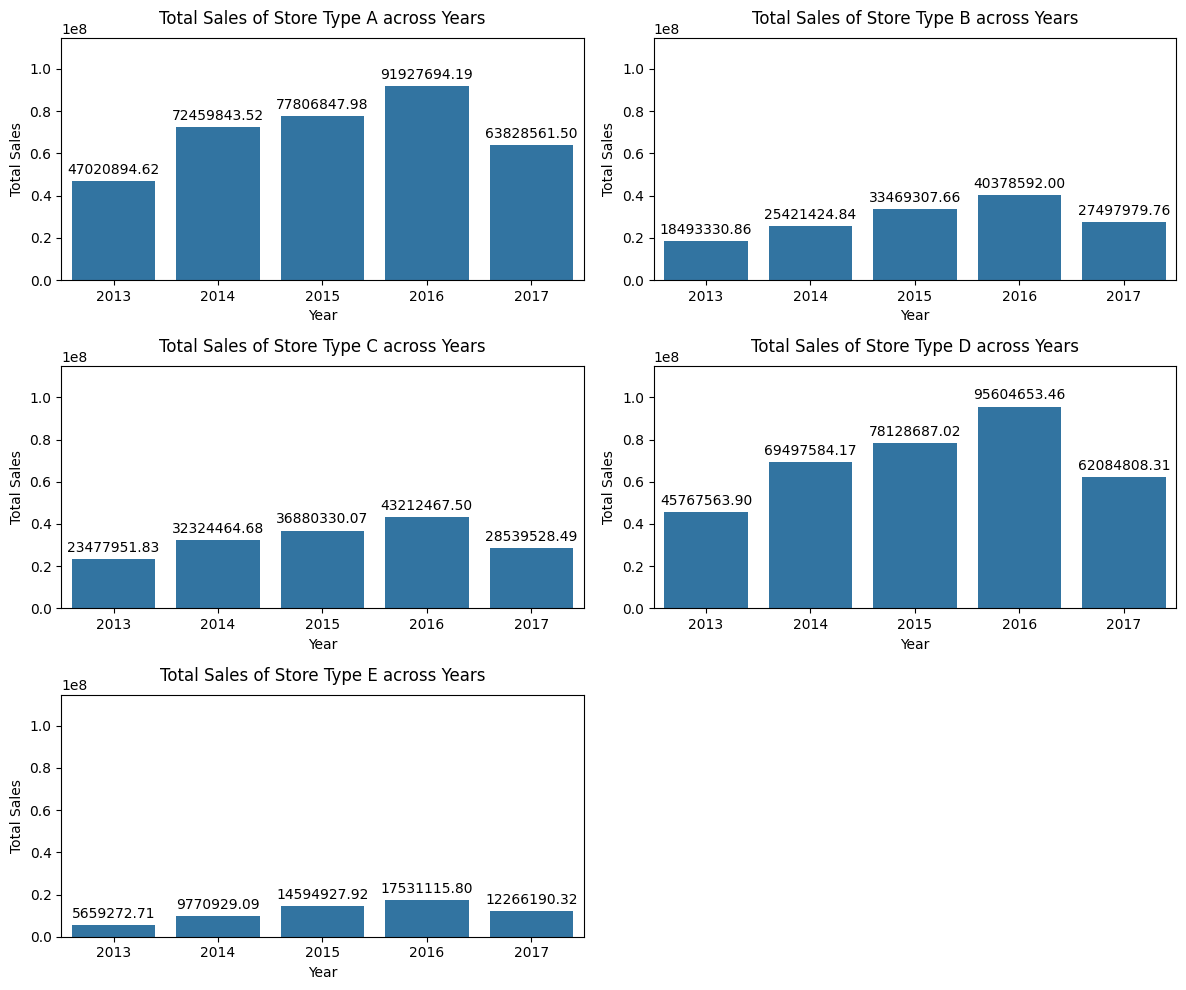 Total Sales of Store Type A across Years
1e8
1.0
0.8
0.6
0.4
0.2
0.0
Total Sales
47020894.62
72459843.52
77806847.98
91927694.19
63828561.50
2013 2014 2015 2016 2017
Year
Total Sales of Store Type B across Years
1e8
1.0
0.8
0.6
0.4
0.2
0.0
Total Sales
18493330.86
25421424.84
33469307.66
40378592.00
27497979.76
2013 2014 2015 2016 2017
Year
Total Sales of Store Type C across Years
1e8
1.0
0.8
0.6
0.4
0.2
0.0
Total Sales
23477951.83
32324464.68
36880330.07
43212467.50
28539528.49
2013 2014 2015 2016 2017
Year
Total Sales of Store Type D across Years
1e8
1.0
0.8
0.6
0.4
0.2
0.0
Total Sales
45767563.90
69497584.17
78128687.02
95604653.46
62084808.31
2013 2014 2015 2016 2017
Year
Total Sales of Store Type E across Years
1e8
1.0
0.8
0.6
0.4
0.2
0.0
Total Sales
5659272.71
9770929.09
14594927.92
17531115.80
12266190.32
2013 2014 2015 2016 2017
Year